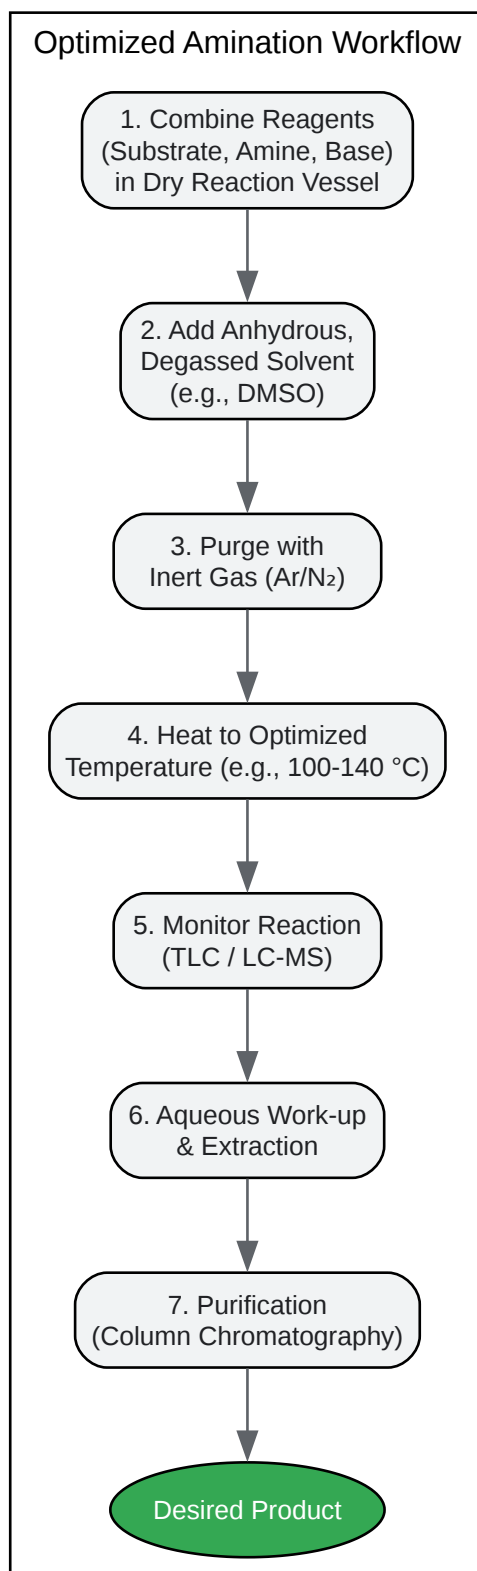 Optimized Amination Workflow
1. Combine Reagents
(Substrate, Amine, Base)
in Dry Reaction Vessel
2. Add Anhydrous,
Degassed Solvent
(e.g., DMSO)
3. Purge with
Inert Gas (Ar/N₂)
4. Heat to Optimized
Temperature (e.g., 100-140 °C)
5. Monitor Reaction
(TLC / LC-MS)
6. Aqueous Work-up
& Extraction
7. Purification
(Column Chromatography)
Desired Product